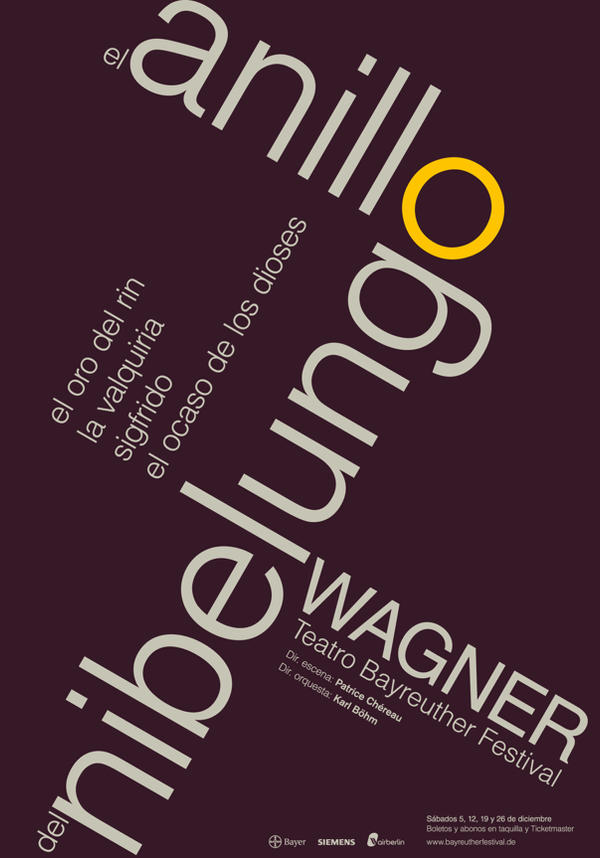 el anillo
del nibelungo
el oro del rin
la valquiria
sigfrido
el ocaso de los dioses
WAGNER
Teatro Bayreuther Festival
Dir. escena: Patrice Chéreau
Dir. orquesta: Karl Böhm
Sábados 5, 12, 19 y 26 de diciembre
Boletos y abonos en taquilla y Ticketmaster
www.bayreutherfestival.de
Bayer SIEMENS airberlin